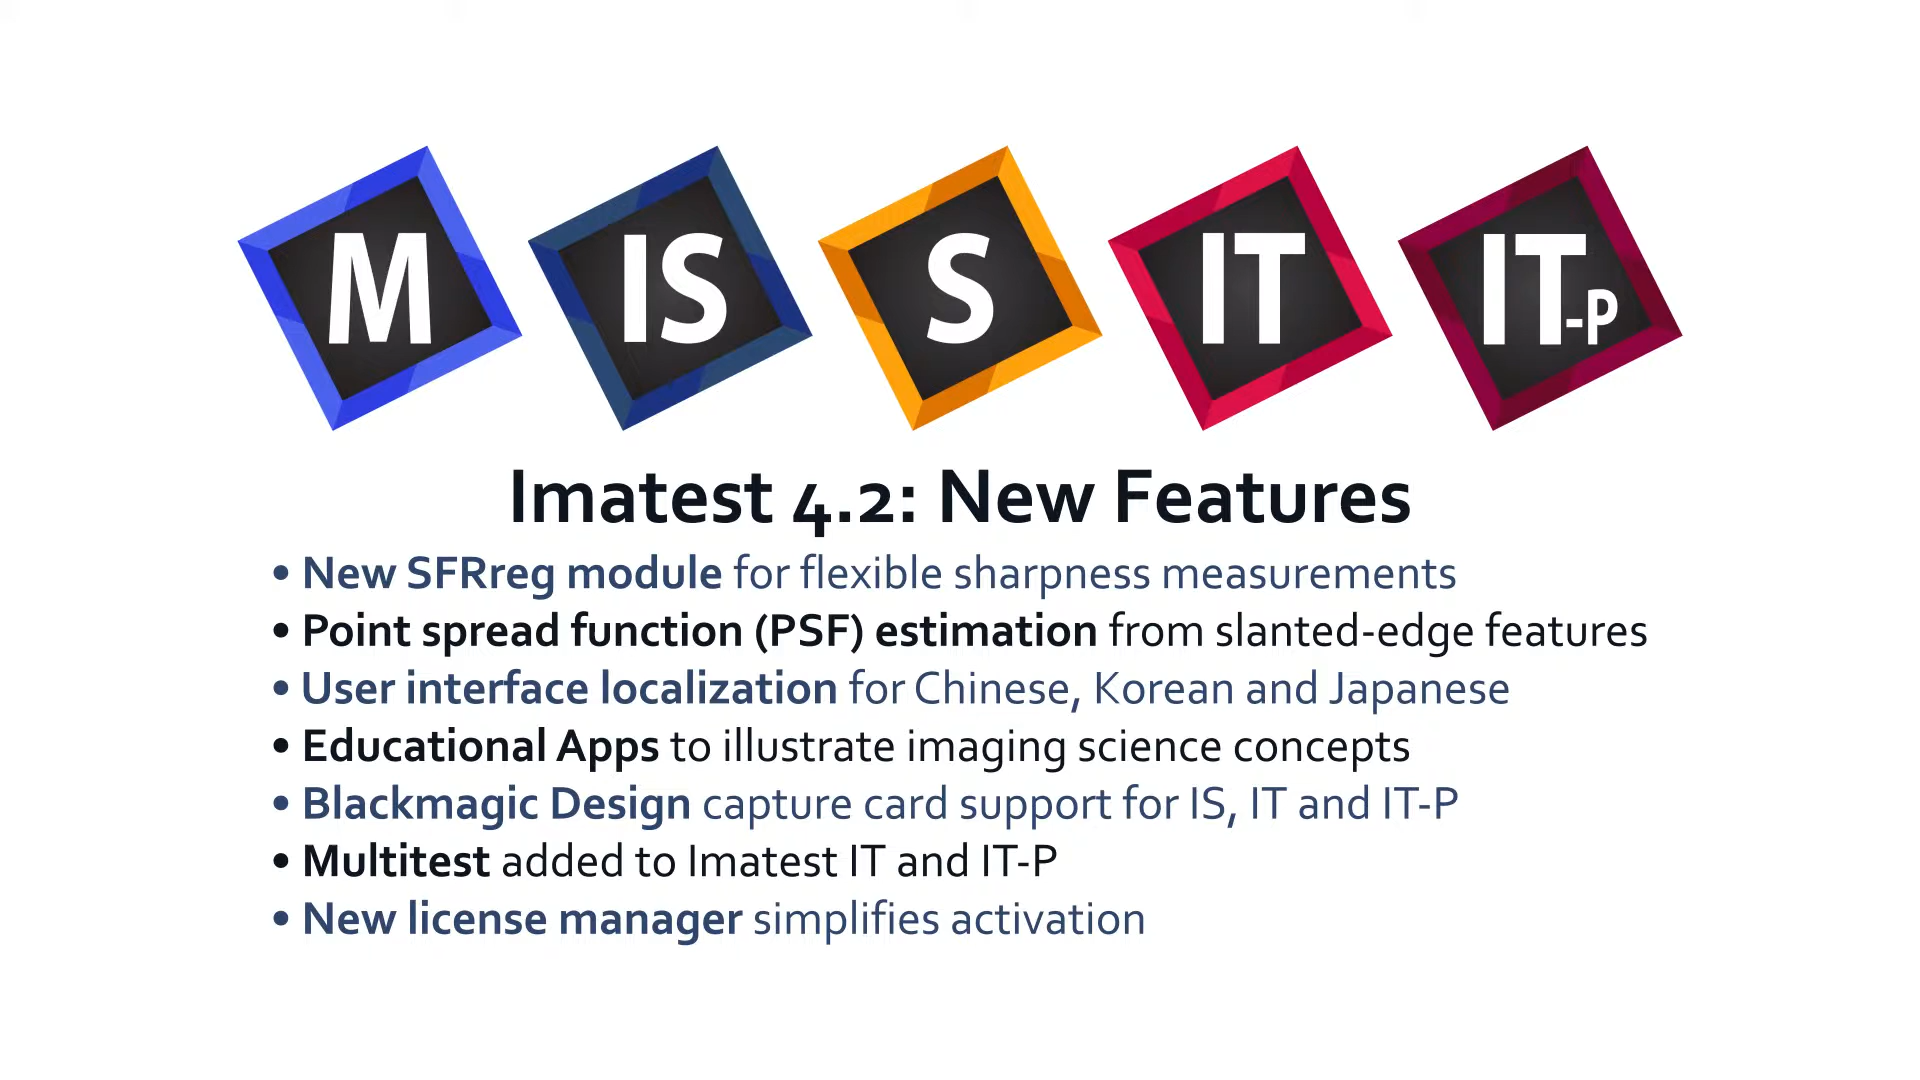 M IS S IT IT-P
Imatest 4.2: New Features
• New SFRreg module for flexible sharpness measurements
• Point spread function (PSF) estimation from slanted-edge features
• User interface localization for Chinese, Korean and Japanese
• Educational Apps to illustrate imaging science concepts
• Blackmagic Design capture card support for IS, IT and IT-P
• Multitest added to Imatest IT and IT-P
• New license manager simplifies activation